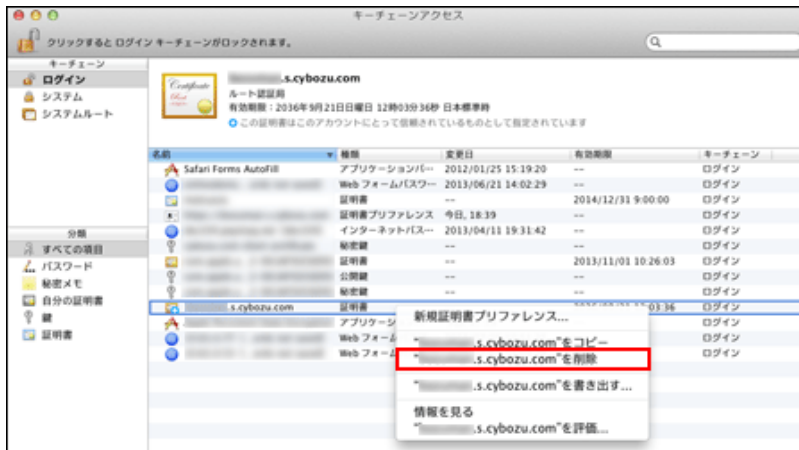 キーチェーンアクセス
クリックすると ログイン キーチェーンがロックされます。
キーチェーン
ログイン
システム
システムルート
.s.cybozu.com
ルート認証局
有効期限：2036年9月21日日曜日 12時03分36秒 日本標準時
この証明書はこのアカウントにとって信頼されているものとして指定されています
名前 種類 変更日 有効期限 キーチェーン
Safari Forms AutoFill アプリケーションパ… 2012/01/25 15:19:20 -- ログイン
Web フォームパスワ… 2013/06/21 14:02:29 -- ログイン
証明書 -- 2014/12/31 9:00:00 ログイン
証明書プリファレンス 今日, 18:39 -- ログイン
インターネットパス… 2013/04/11 19:31:42 -- ログイン
秘密鍵 -- -- ログイン
証明書 -- 2013/11/01 10:26:03 ログイン
公開鍵 -- -- ログイン
秘密鍵 -- -- ログイン
.s.cybozu.com 証明書 03:36 ログイン
アプリケーシ ログイン
Web フォーム ログイン
Web フォーム ログイン
分類
すべての項目
パスワード
秘密メモ
自分の証明書
鍵
証明書
新規証明書プリファレンス...
.s.cybozu.com"をコピー
.s.cybozu.com"を削除
.s.cybozu.com"を書き出す...
情報を見る
.s.cybozu.com"を評価...